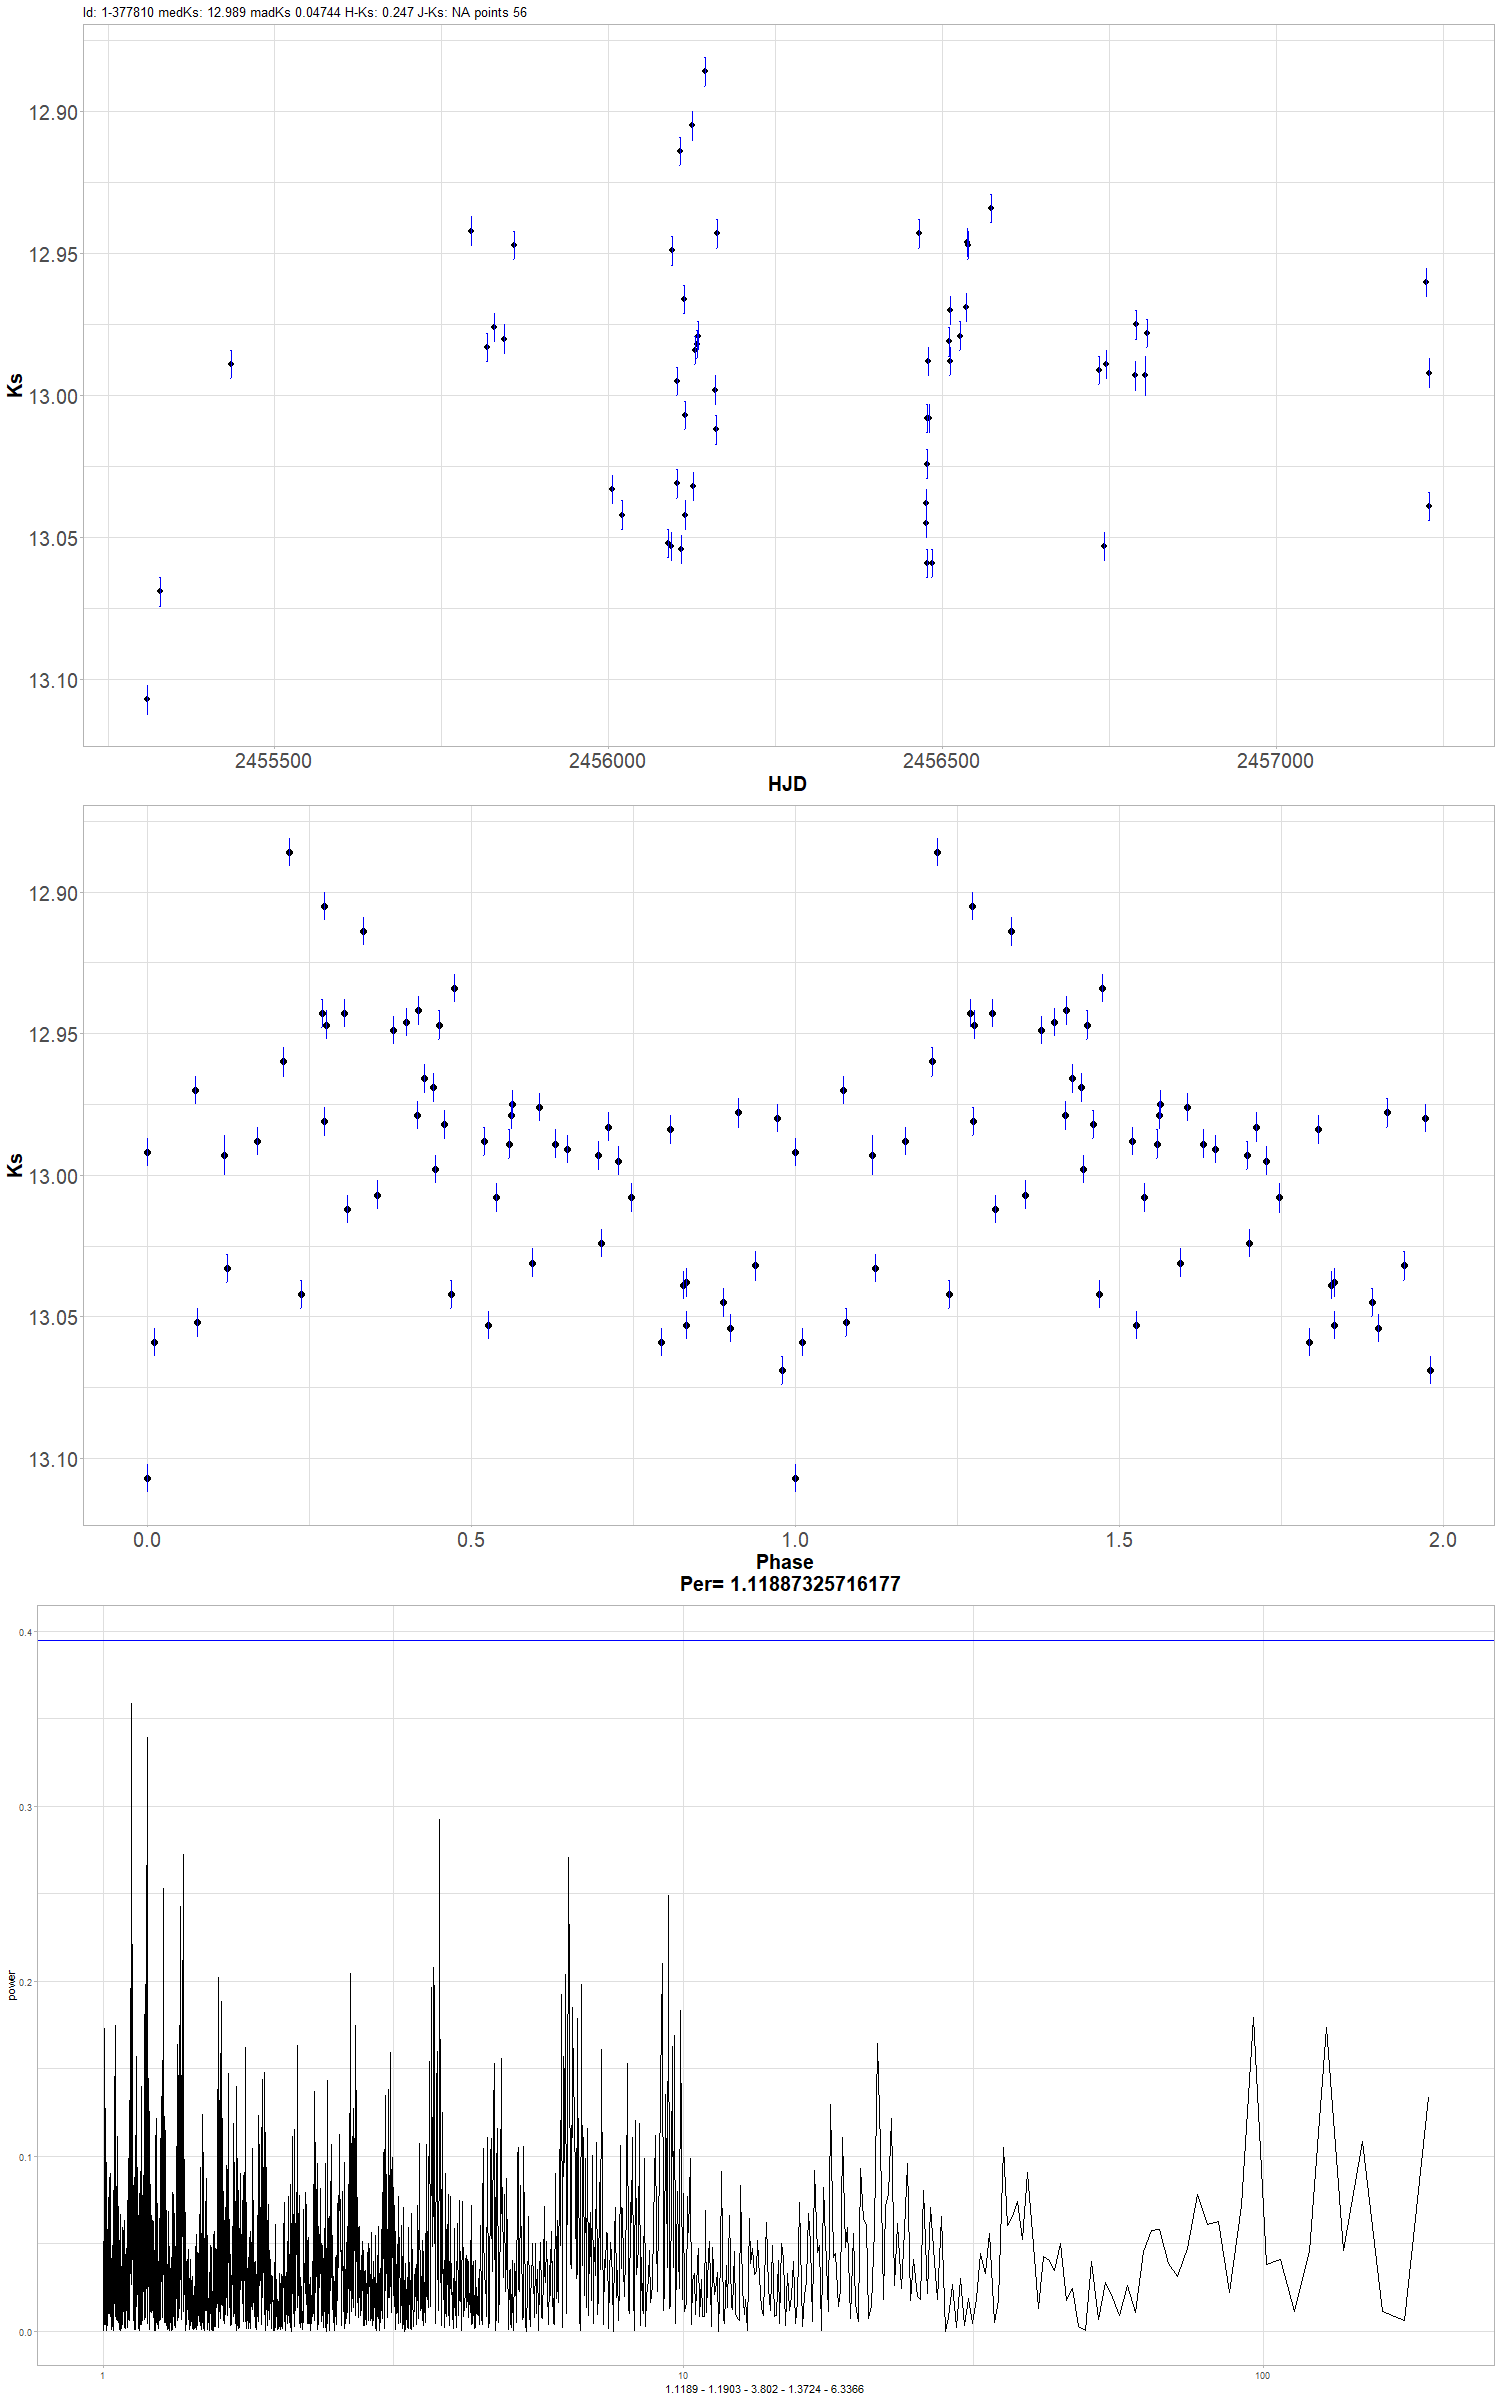 Id: 1-377810 medKs: 12.989 madKs 0.04744 H-Ks: 0.247 J-Ks: NA points 56
12.90
12.95
13.00
13.05
13.10
Ks
2455500 2456000 2456500 2457000
HJD
12.90
12.95
13.00
13.05
13.10
Ks
0.0 0.5 1.0 1.5 2.0
Phase
Per= 1.11887325716177
0.4
0.3
0.2
0.1
0.0
power
1 10 100
1.1189 - 1.1903 - 3.802 - 1.3724 - 6.3366